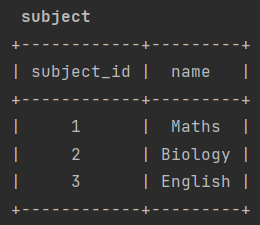 subject
+------------+---------+
| subject_id |  name   |
+------------+---------+
|     1      |  Maths  |
|     2      | Biology |
|     3      | English |
+------------+---------+